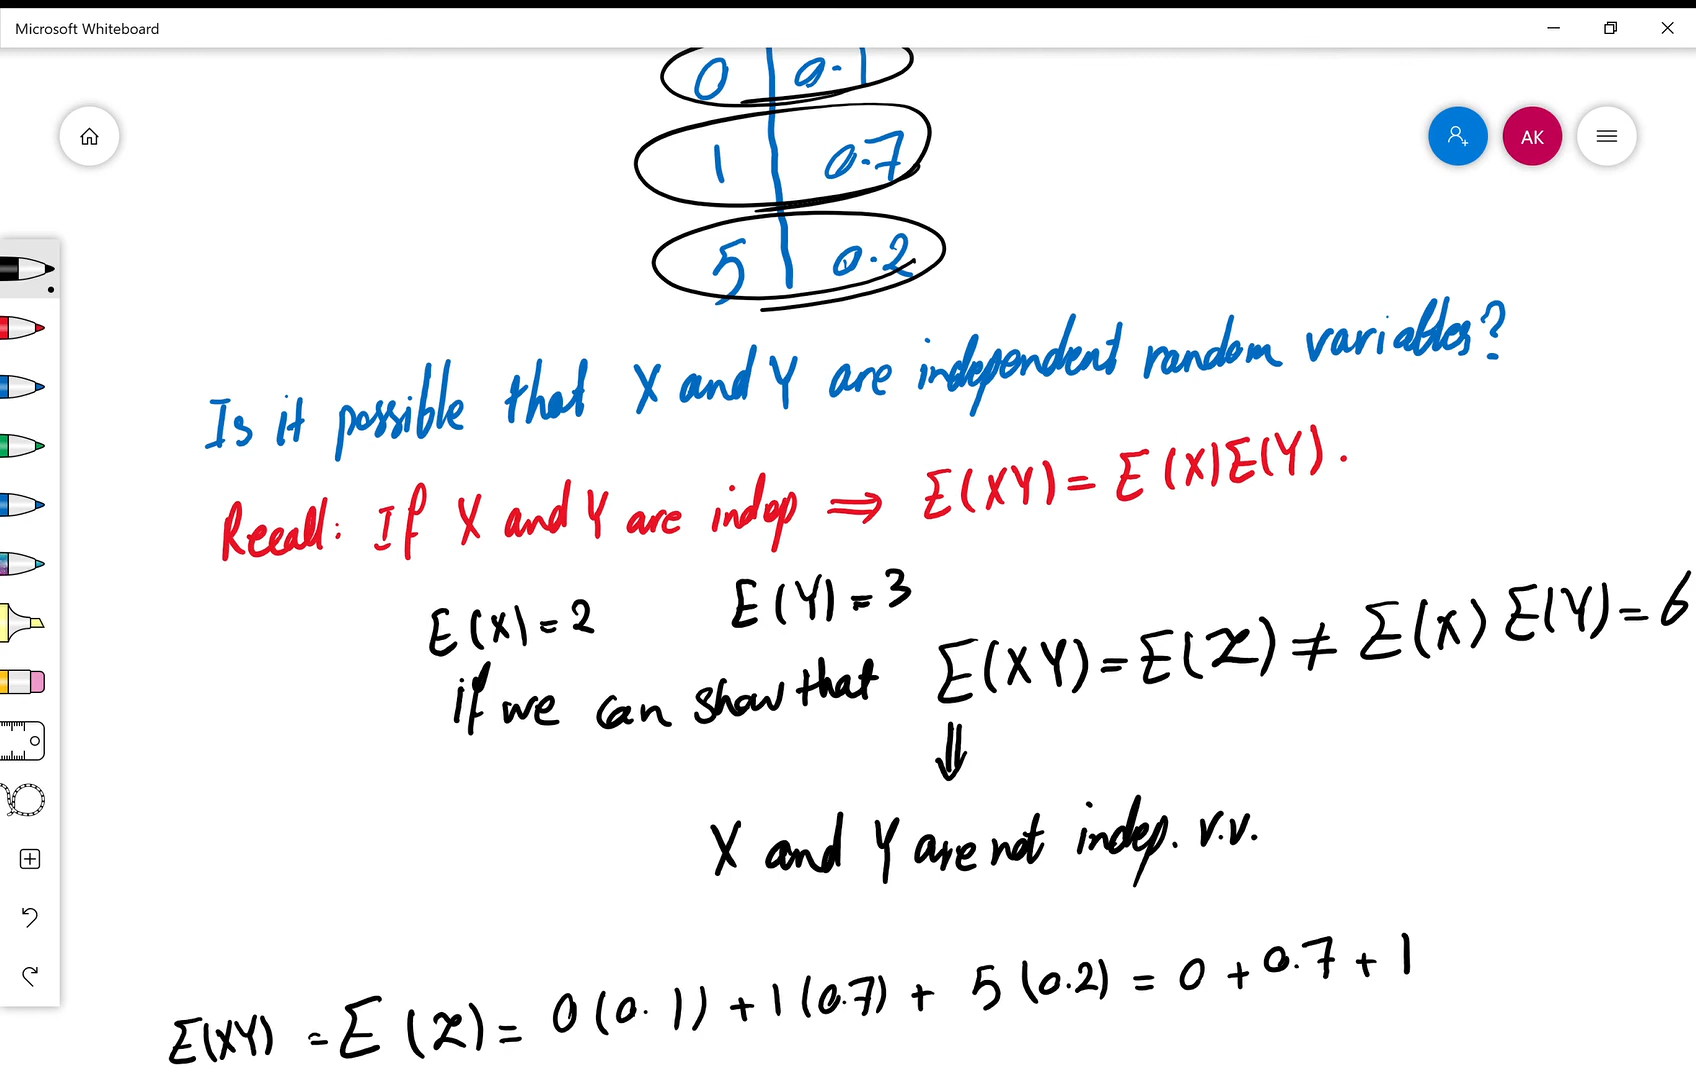 Microsoft Whiteboard
0 0.1
1 0.7
AK
5 0.2
Is it possible that X and Y are independent random variables?
Recall: If X and Y are indep ⇒ E(XY) = E(X)E(Y).
E(X) = 2 E(Y) = 3
if we can show that E(XY) = E(Z) ≠ E(X) E(Y) = 6
⇓
X and Y are not indep. r.v.
E(XY) = E(Z) = 0(0.1) + 1(0.7) + 5(0.2) = 0 + 0.7 + 1